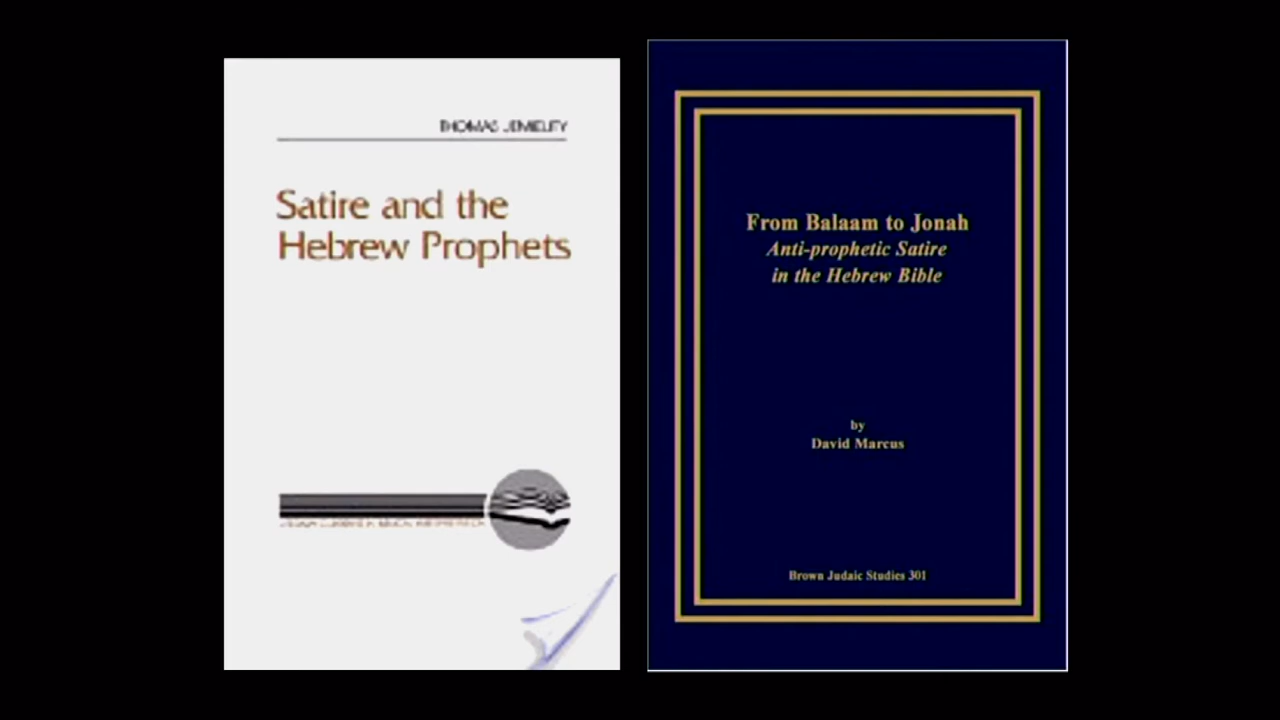 THOMAS JEMIELITY
Satire and the
Hebrew Prophets
From Balaam to Jonah
Anti-prophetic Satire
in the Hebrew Bible
by
David Marcus
Brown Judaic Studies 301